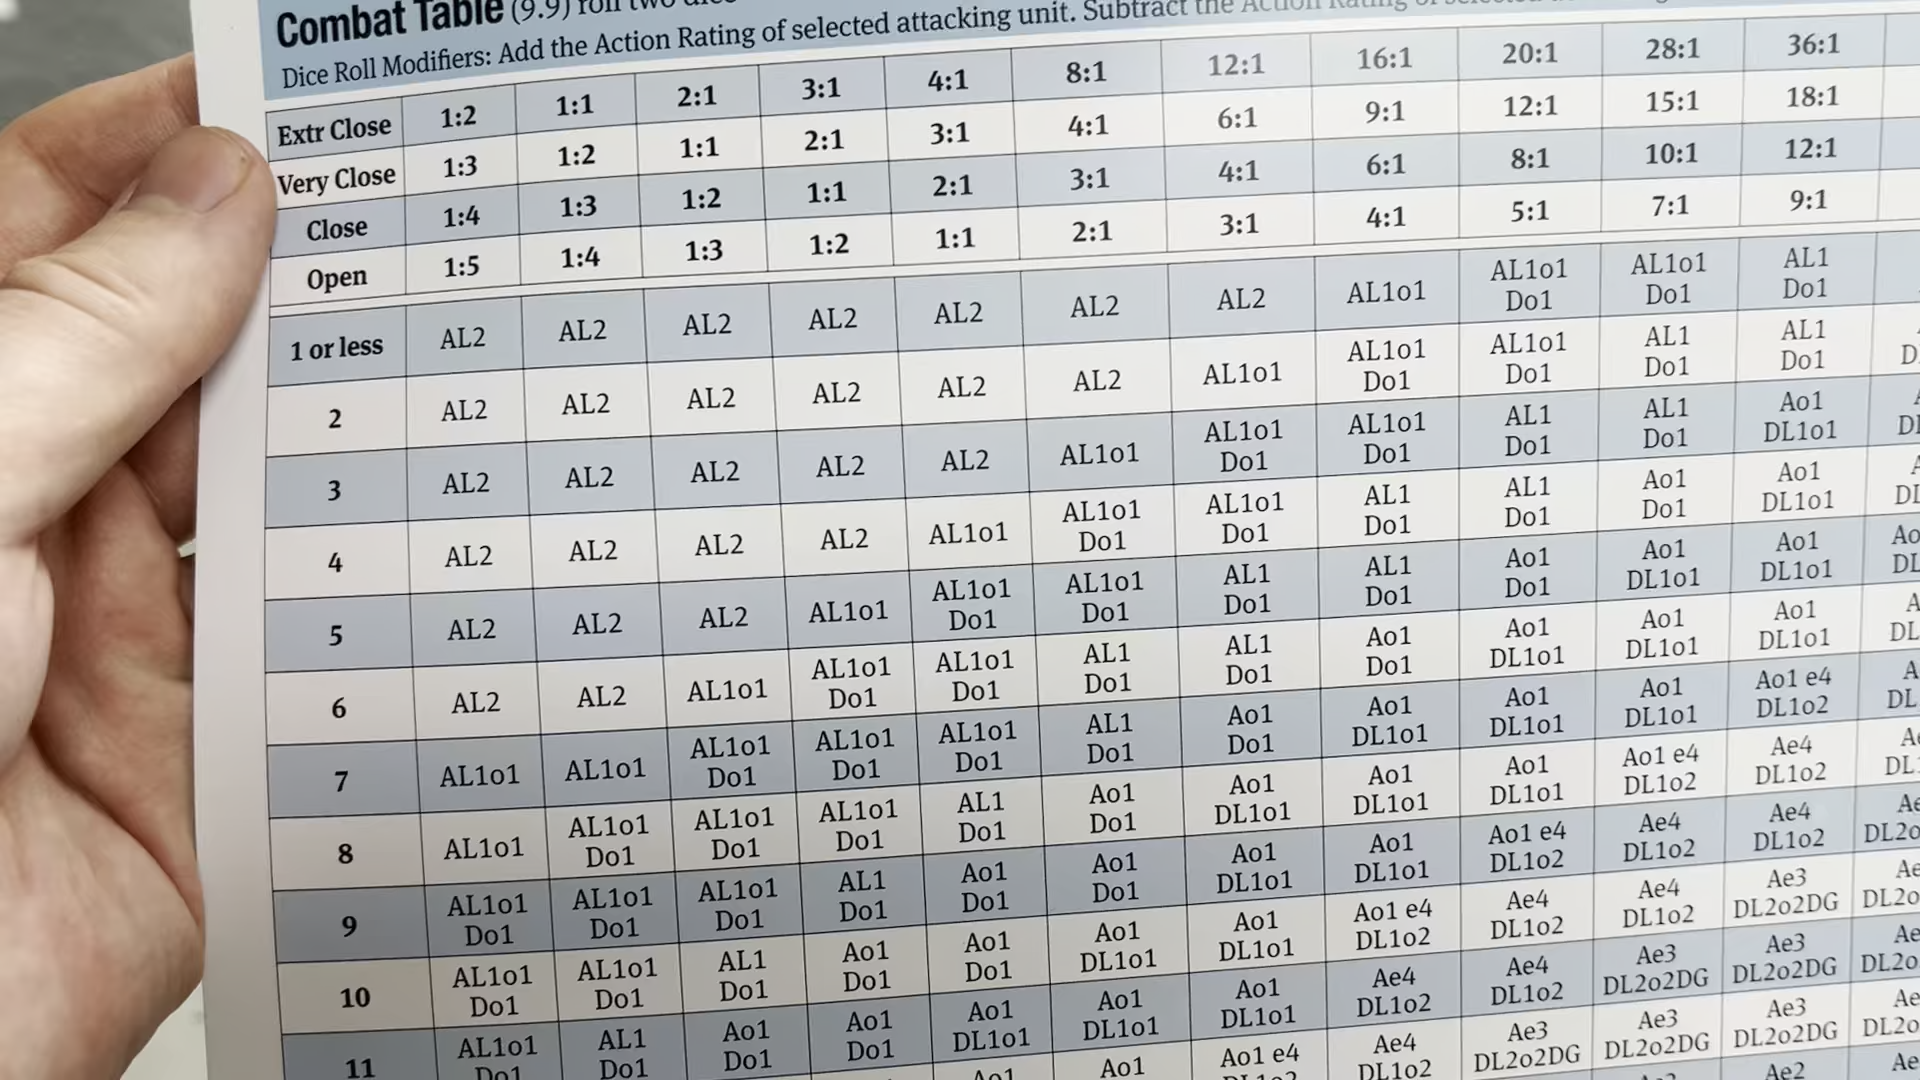 Combat Table (9.9) roll two dice
Dice Roll Modifiers: Add the Action Rating of selected attacking unit. Subtract the Action Rating of selected
Extr Close 1:2 1:1 2:1 3:1 4:1 8:1 12:1 16:1 20:1 28:1 36:1
Very Close 1:3 1:2 1:1 2:1 3:1 4:1 6:1 9:1 12:1 15:1 18:1
Close 1:4 1:3 1:2 1:1 2:1 3:1 4:1 6:1 8:1 10:1 12:1
Open 1:5 1:4 1:3 1:2 1:1 2:1 3:1 4:1 5:1 7:1 9:1
1 or less AL2 AL2 AL2 AL2 AL2 AL2 AL2 AL1o1 AL1o1 AL1o1 AL1
Do1 Do1 Do1
2 AL2 AL2 AL2 AL2 AL2 AL2 AL1o1 AL1o1 AL1o1 AL1 AL1
Do1 Do1 Do1 Do1
3 AL2 AL2 AL2 AL2 AL2 AL1o1 AL1o1 AL1o1 AL1 AL1 Ao1
Do1 Do1 Do1 Do1 DL1o1
4 AL2 AL2 AL2 AL2 AL1o1 AL1o1 AL1o1 AL1 AL1 Ao1 Ao1
Do1 Do1 Do1 Do1 Do1 DL1o1
5 AL2 AL2 AL2 AL1o1 AL1o1 AL1o1 AL1 AL1 Ao1 Ao1 Ao1
Do1 Do1 Do1 Do1 Do1 DL1o1 DL1o1
6 AL2 AL2 AL1o1 AL1o1 AL1o1 AL1 AL1 Ao1 Ao1 Ao1 Ao1
Do1 Do1 Do1 Do1 Do1 DL1o1 DL1o1 DL1o1
7 AL1o1 AL1o1 AL1o1 AL1o1 AL1o1 AL1 Ao1 Ao1 Ao1 Ao1 Ao1 e4
Do1 Do1 Do1 Do1 Do1 DL1o1 DL1o1 DL1o1 DL1o2
8 AL1o1 AL1o1 AL1o1 AL1o1 AL1 Ao1 Ao1 Ao1 Ao1 Ao1 e4 Ae4
Do1 Do1 Do1 Do1 Do1 DL1o1 DL1o1 DL1o1 DL1o2 DL1o2
9 AL1o1 AL1o1 AL1o1 AL1 Ao1 Ao1 Ao1 Ao1 Ao1 e4 Ae4 Ae4
Do1 Do1 Do1 Do1 Do1 Do1 DL1o1 DL1o1 DL1o2 DL1o2 DL1o2
10 AL1o1 AL1o1 AL1 Ao1 Ao1 Ao1 Ao1 Ao1 e4 Ae4 Ae4 Ae3
Do1 Do1 Do1 Do1 Do1 DL1o1 DL1o1 DL1o2 DL1o2 DL1o2 DL2o2DG
11 AL1o1 AL1 Ao1 Ao1 Ao1 Ao1 Ao1 Ae4 Ae4 Ae3 Ae3
Do1 Do1 Do1 Do1 DL1o1 DL1o1 DL1o1 DL1o2 DL1o2 DL2o2DG DL2o2DG
Ao1 Ao1 Ao1 e4 Ae4 Ae3 Ae3 Ae3
DL1o2 DL1o2 DL2o2DG DL2o2DG DL2o2DG
Ae2